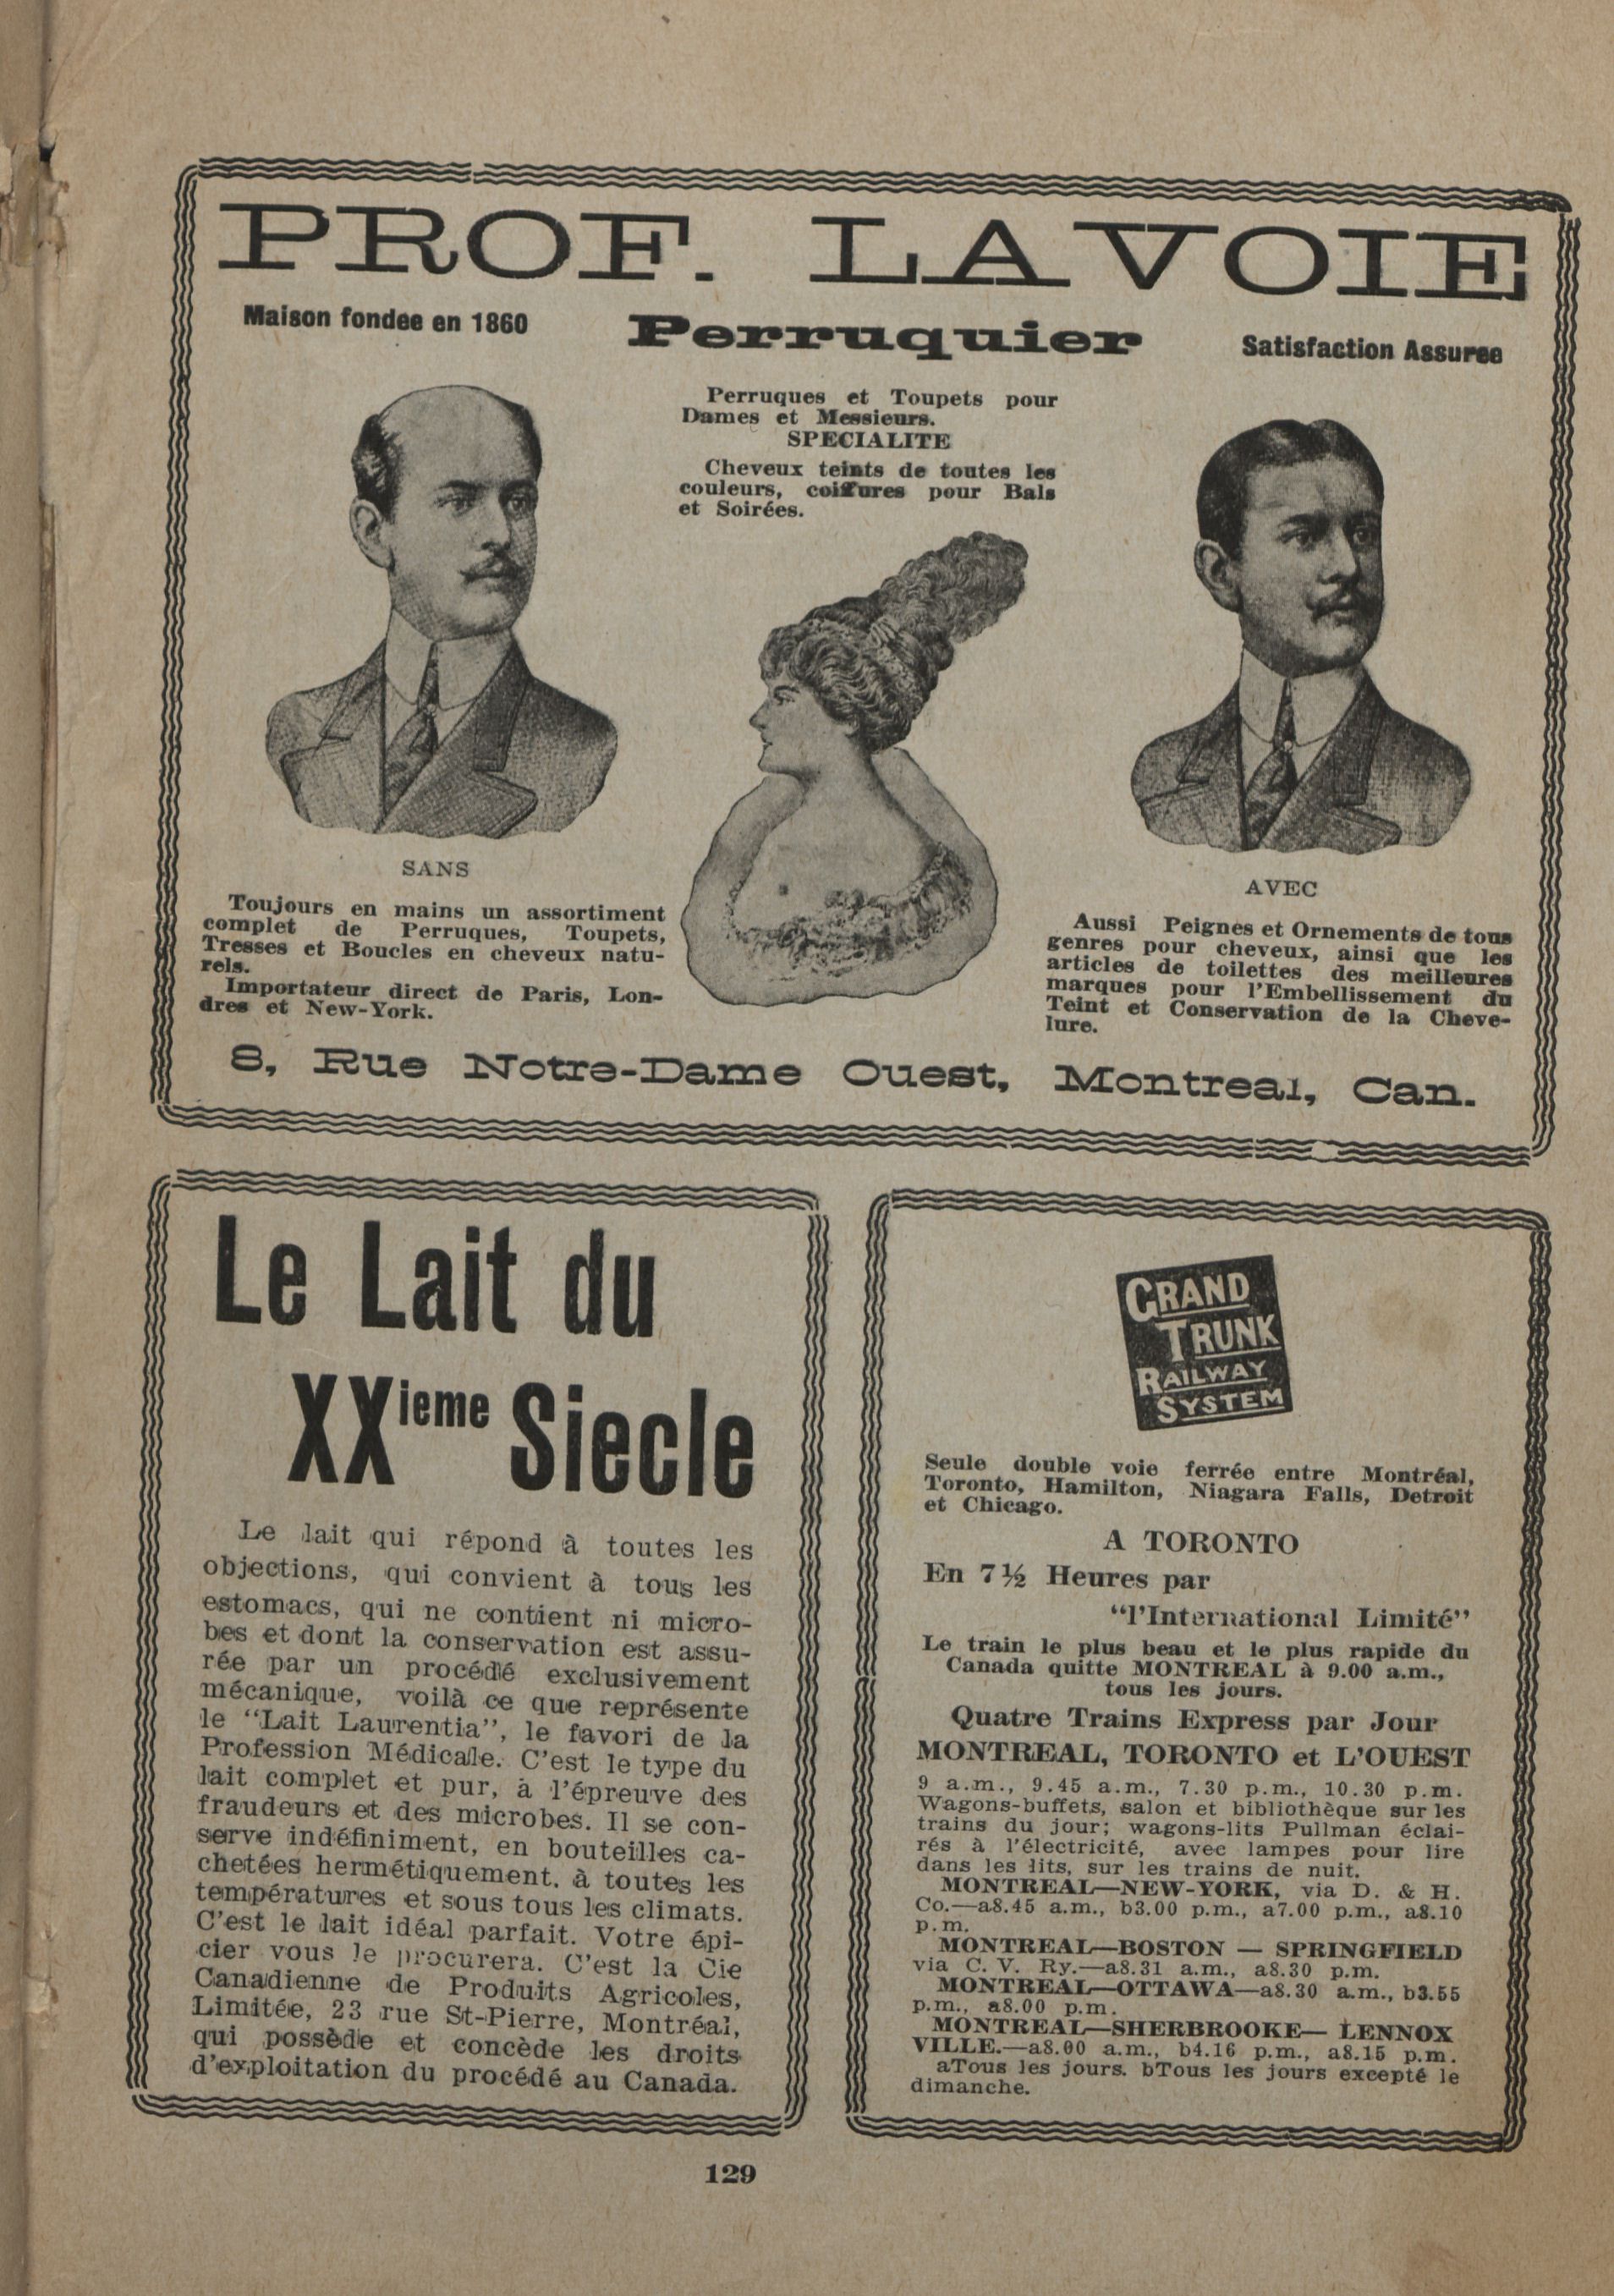 PROF. LAVOIE
Maison fondee en 1860
Perruquier
Satisfaction Assuree
Perruques et Toupets pour
Dames et Messieurs.
SPECIALITE
Cheveux teints de toutes les
couleurs, coiffures pour Bals
et Soirées.
SANS
Toujours en mains un assortiment
complet de Perruques, Toupets,
Tresses et Boucles en cheveux natu-
rels.
Importateur direct de Paris, Lon-
dres et New-York.
AVEC
Aussi Peignes et Ornements de tous
genres pour cheveux, ainsi que les
articles de toilettes des meilleures
marques pour l'Embellissement du
Teint et Conservation de la Cheve-
lure.
8, Rue Notre-Dame Ouest, Montreal, Can.
Le Lait du
XXieme Siecle
Le lait qui répond à toutes les
objections, qui convient à tous les
estomacs, qui ne contient ni micro-
bes et dont la conservation est assu-
rée par un procédé exclusivement
mécanique, voilà ce que représente
le "Lait Laurentia", le favori de la
Profession Médicale. C'est le type du
lait complet et pur, à l'épreuve des
fraudeurs et des microbes. Il se con-
serve indéfiniment, en bouteilles ca-
chetées hermétiquement. à toutes les
températures et sous tous les climats.
C'est le lait idéal parfait. Votre épi-
cier vous le procurera. C'est la Cie
Canadienne de Produits Agricoles,
Limitée, 23 rue St-Pierre, Montréal,
qui possède et concède les droits
d'exploitation du procédé au Canada.
GRAND
TRUNK
RAILWAY
SYSTEM
Seule double voie ferrée entre Montréal,
Toronto, Hamilton, Niagara Falls, Detroit
et Chicago.
A TORONTO
En 7½ Heures par
"l'International Limité"
Le train le plus beau et le plus rapide du
Canada quitte MONTREAL à 9.00 a.m.,
tous les jours.
Quatre Trains Express par Jour
MONTREAL, TORONTO et L'OUEST
9 a.m., 9.45 a.m., 7.30 p.m., 10.30 p.m.
Wagons-buffets, salon et bibliothèque sur les
trains du jour; wagons-lits Pullman éclai-
rés à l'électricité, avec lampes pour lire
dans les lits, sur les trains de nuit.
MONTREAL—NEW-YORK, via D. & H.
Co.—a8.45 a.m., b3.00 p.m., a7.00 p.m., a8.10
p.m.
MONTREAL—BOSTON — SPRINGFIELD
via C. V. Ry.—a8.31 a.m., a8.30 p.m.
MONTREAL—OTTAWA—a8.30 a.m., b3.55
p.m., a8.00 p.m.
MONTREAL—SHERBROOKE— LENNOX
VILLE.—a8.00 a.m., b4.16 p.m., a8.15 p.m.
aTous les jours. bTous les jours excepté le
dimanche.
129